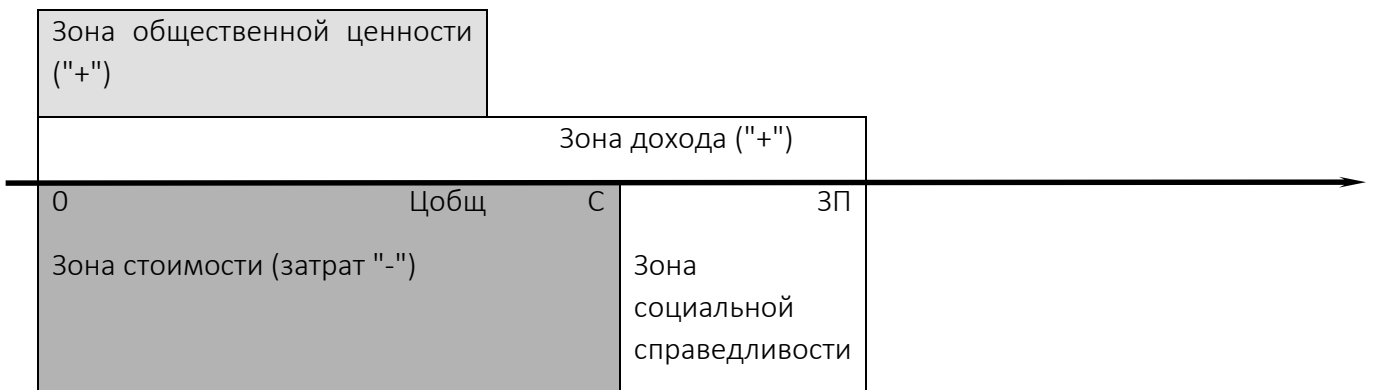 Зона общественной ценности
("+")
Зона дохода ("+")
0 Цобщ С ЗП
Зона стоимости (затрат "-")
Зона
социальной
справедливости